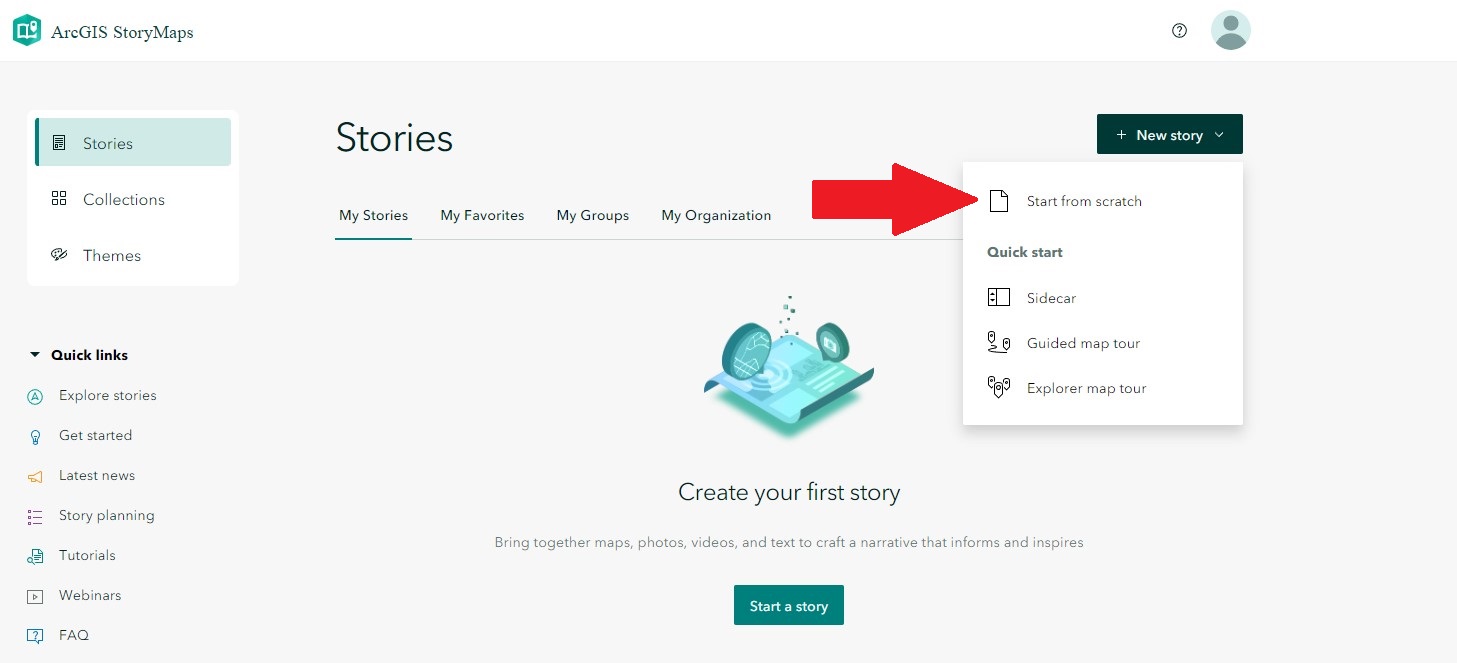 ArcGIS StoryMaps
Stories
Collections
Themes
Quick links
Explore stories
Get started
Latest news
Story planning
Tutorials
Webinars
FAQ
Stories
+ New story
My Stories My Favorites My Groups My Organization
Start from scratch
Quick start
Sidecar
Guided map tour
Explorer map tour
Create your first story
Bring together maps, photos, videos, and text to craft a narrative that informs and inspires
Start a story